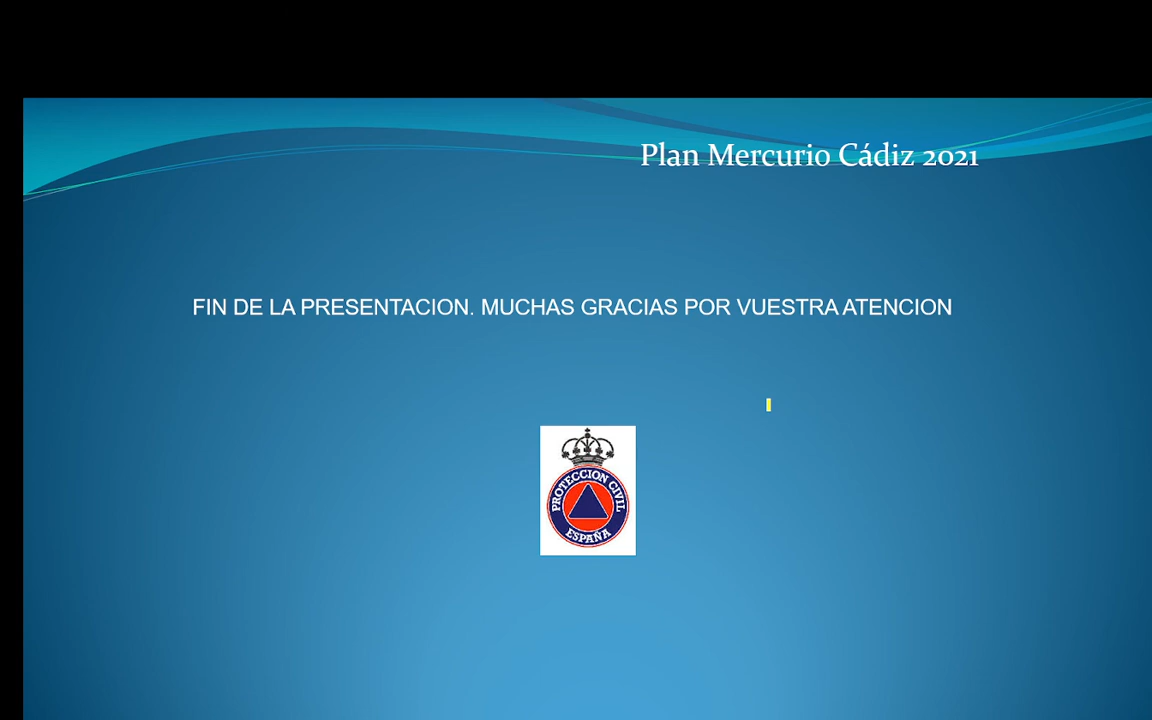 Plan Mercurio Cádiz 2021
FIN DE LA PRESENTACION. MUCHAS GRACIAS POR VUESTRA ATENCION
PROTECCION CIVIL
ESPAÑA